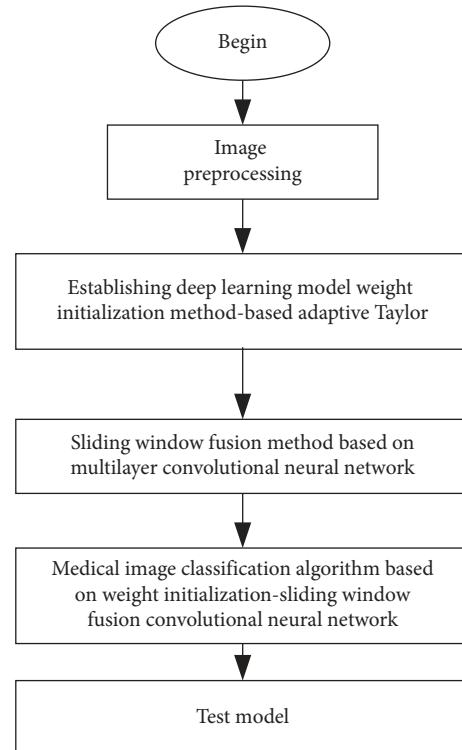 Begin
Image
preprocessing
Establishing deep learning model weight
initialization method-based adaptive Taylor
Sliding window fusion method based on
multilayer convolutional neural network
Medical image classification algorithm based
on weight initialization-sliding window
fusion convolutional neural network
Test model